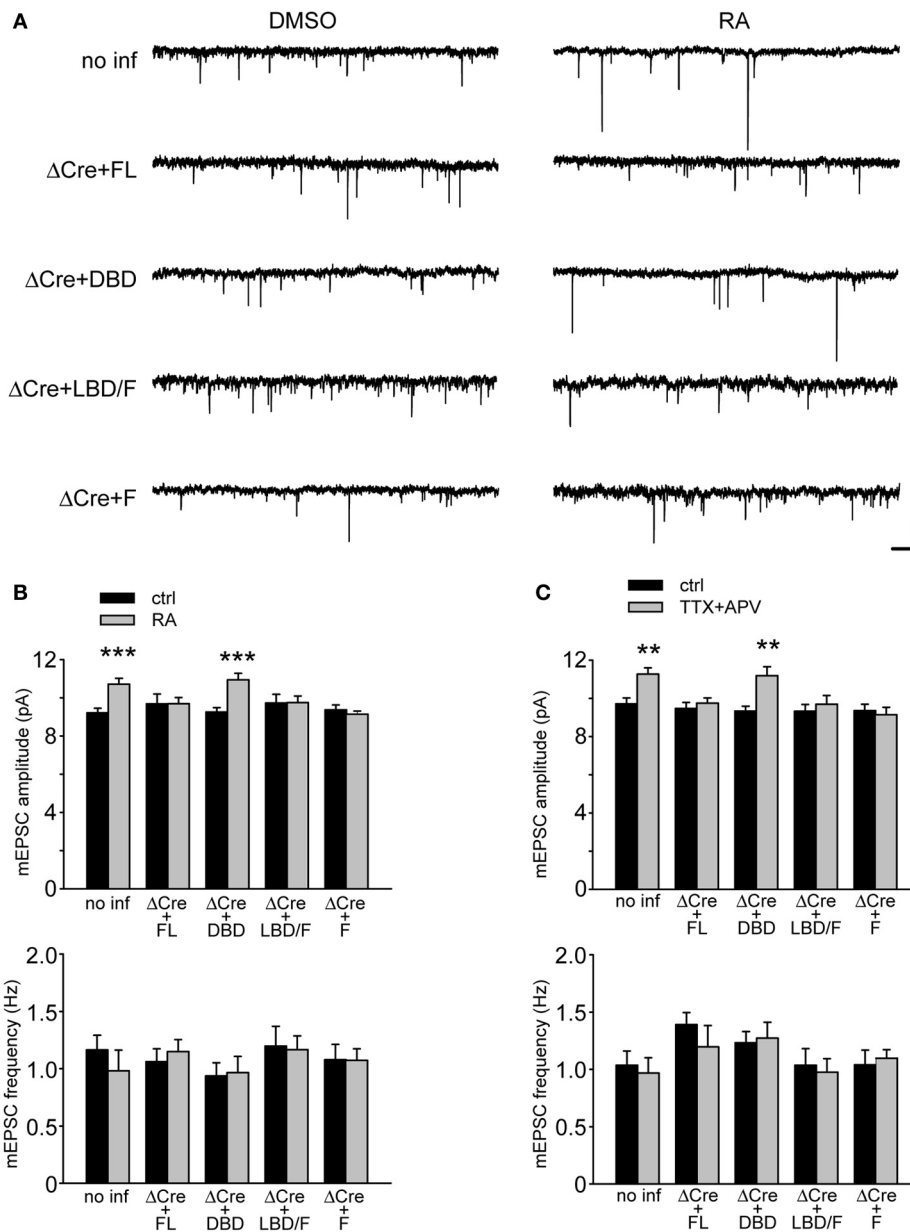 A
DMSO
RA
no inf
ΔCre+FL
ΔCre+DBD
ΔCre+LBD/F
ΔCre+F
B
ctrl
RA
***
***
12
8
4
0
mEPSC amplitude (pA)
no inf
ΔCre
+
FL
ΔCre
+
DBD
ΔCre
+
LBD/F
ΔCre
+
F
2.0
1.5
1.0
0.5
0
mEPSC frequency (Hz)
no inf
ΔCre
+
FL
ΔCre
+
DBD
ΔCre
+
LBD/F
ΔCre
+
F
C
ctrl
TTX+APV
**
**
12
8
4
0
mEPSC amplitude (pA)
no inf
ΔCre
+
FL
ΔCre
+
DBD
ΔCre
+
LBD/F
ΔCre
+
F
2.0
1.5
1.0
0.5
0
mEPSC frequency (Hz)
no inf
ΔCre
+
FL
ΔCre
+
DBD
ΔCre
+
LBD/F
ΔCre
+
F